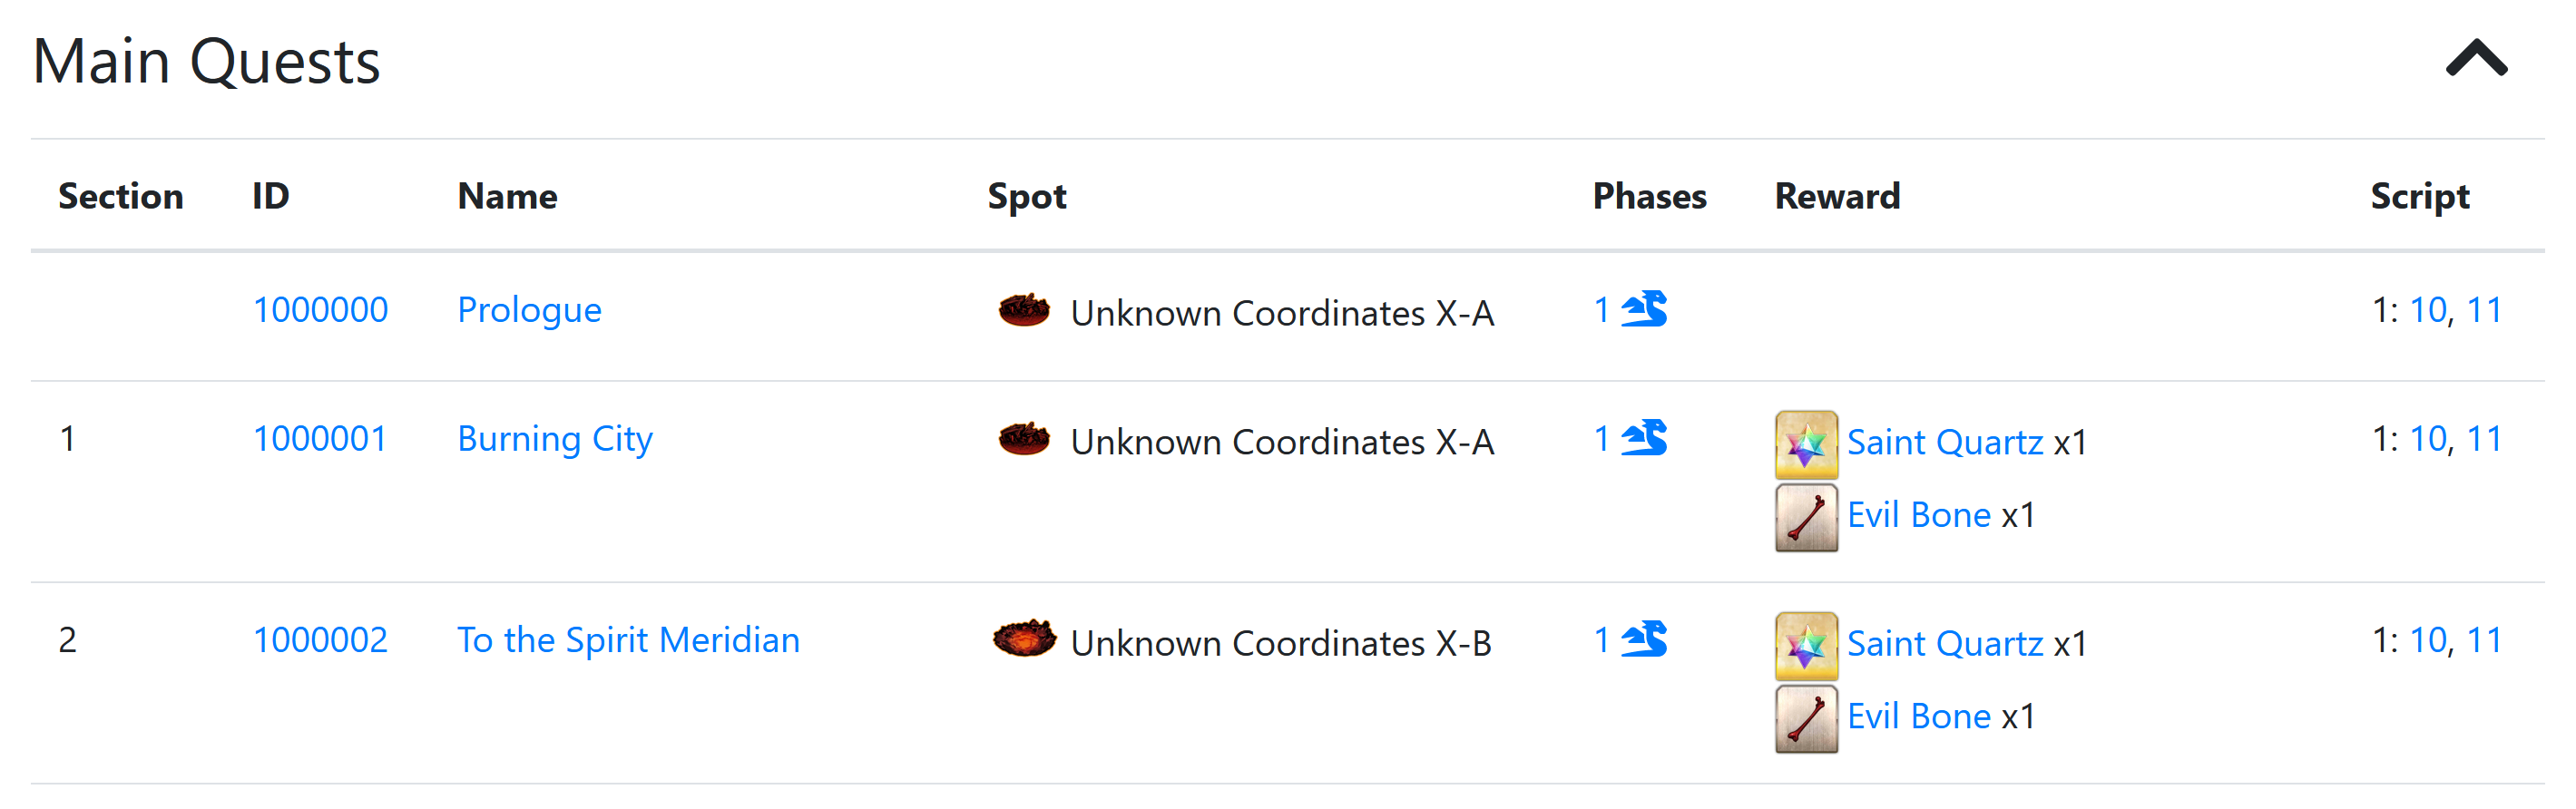 Main Quests
Section ID Name Spot Phases Reward Script
1000000 Prologue Unknown Coordinates X-A 1 1: 10, 11
1 1000001 Burning City Unknown Coordinates X-A 1 Saint Quartz x1 1: 10, 11
Evil Bone x1
2 1000002 To the Spirit Meridian Unknown Coordinates X-B 1 Saint Quartz x1 1: 10, 11
Evil Bone x1